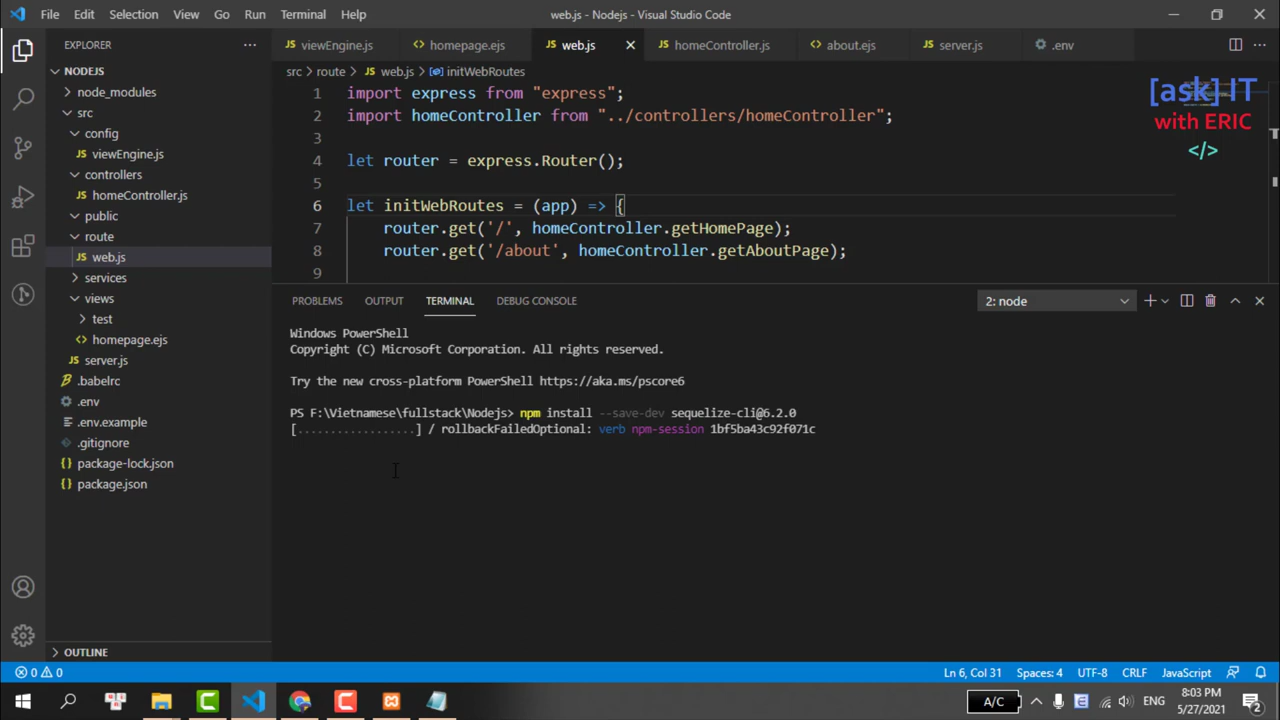 File Edit Selection View Go Run Terminal Help
web.js - Nodejs - Visual Studio Code
EXPLORER
NODEJS
node_modules
src
config
viewEngine.js
controllers
homeController.js
public
route
web.js
services
views
test
homepage.ejs
server.js
.babelrc
.env
.env.example
.gitignore
package-lock.json
package.json
OUTLINE
viewEngine.js homepage.ejs web.js homeController.js about.ejs server.js .env
src > route > web.js > initWebRoutes
1 import express from "express";
2 import homeController from "../controllers/homeController";
3
4 let router = express.Router();
5
6 let initWebRoutes = (app) => {
7 router.get('/', homeController.getHomePage);
8 router.get('/about', homeController.getAboutPage);
9
[ask] IT
with ERIC
</>
PROBLEMS OUTPUT TERMINAL DEBUG CONSOLE
2: node
Windows PowerShell
Copyright (C) Microsoft Corporation. All rights reserved.
Try the new cross-platform PowerShell https://aka.ms/pscore6
PS F:\Vietnamese\fullstack\Nodejs> npm install --save-dev sequelize-cli@6.2.0
[..................] / rollbackFailedOptional: verb npm-session 1bf5ba43c92f071c
0 0
Ln 6, Col 31 Spaces: 4 UTF-8 CRLF JavaScript
A/C
ENG
8:03 PM
5/27/2021
2